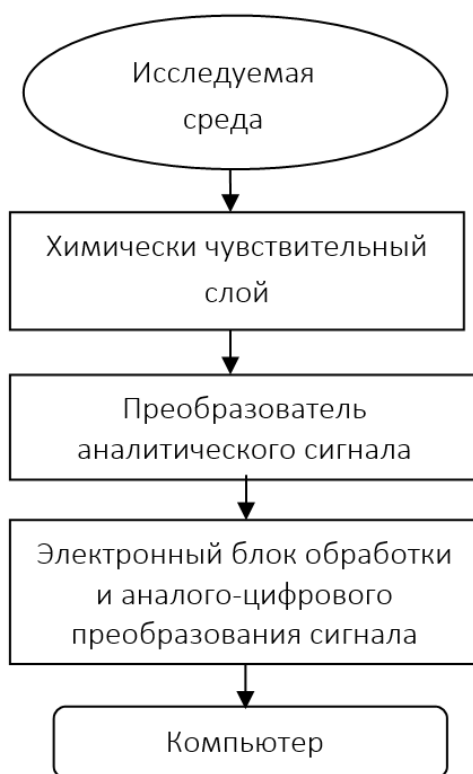 Исследуемая
среда
Химически чувствительный
слой
Преобразователь
аналитического сигнала
Электронный блок обработки
и аналого-цифрового
преобразования сигнала
Компьютер